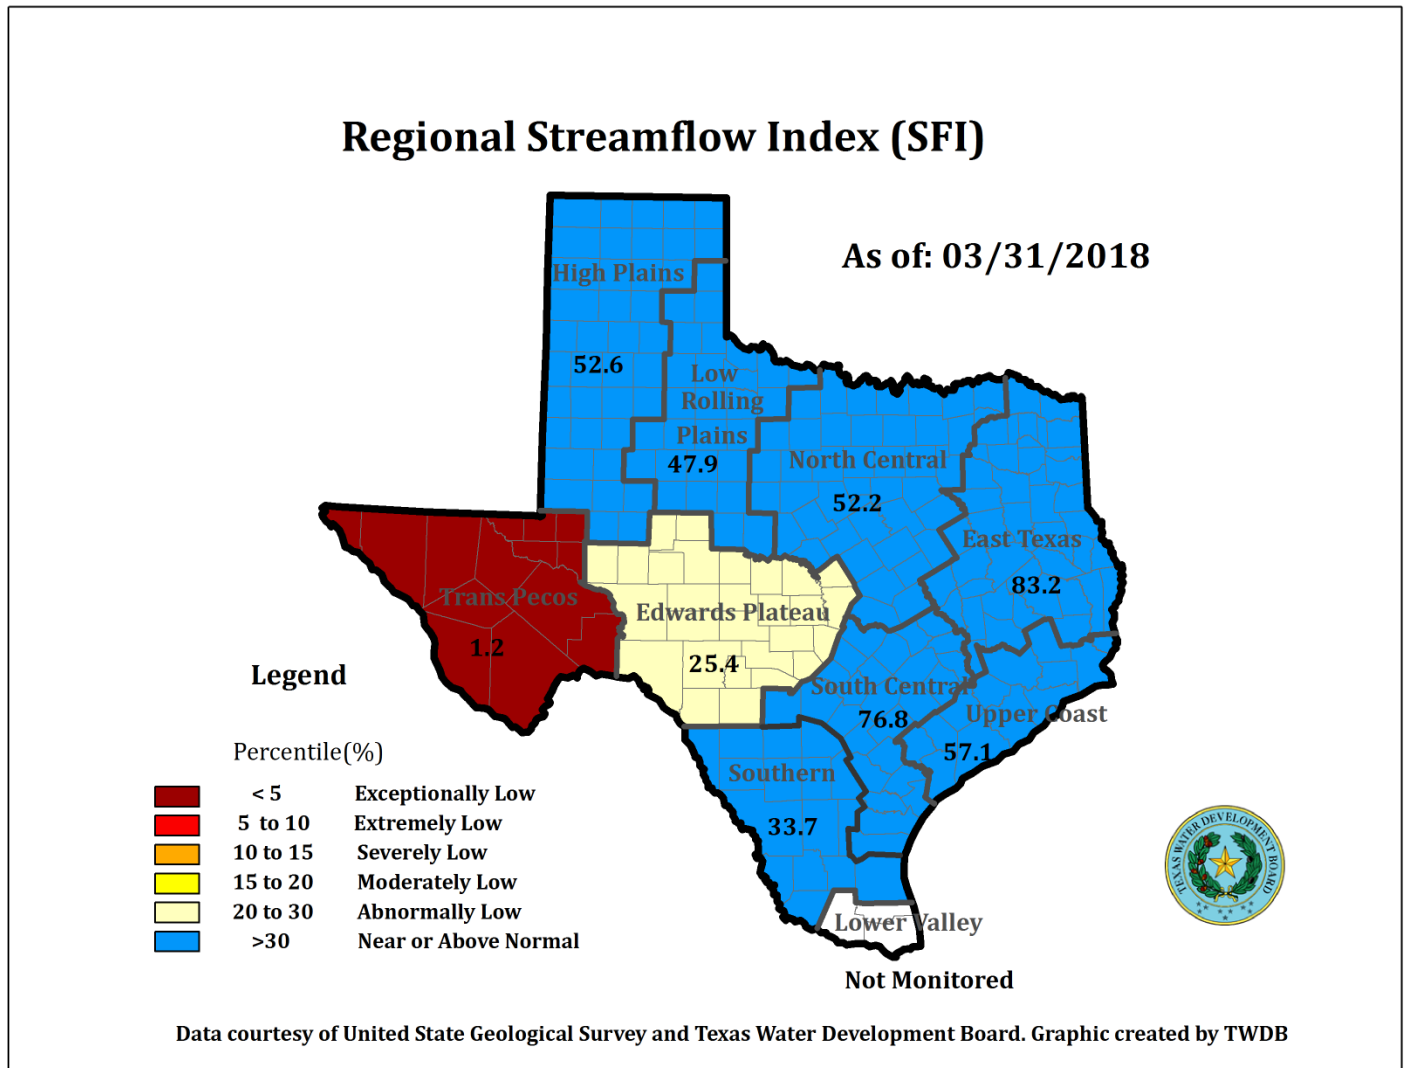 Regional Streamflow Index (SFI)
As of: 03/31/2018
High Plains
52.6
Low
Rolling
Plains
47.9
North Central
52.2
East Texas
83.2
Trans Pecos
1.2
Edwards Plateau
25.4
South Central
76.8
Upper Coast
57.1
Southern
33.7
Lower Valley
Not Monitored
Legend
Percentile(%)
< 5 Exceptionally Low
5 to 10 Extremely Low
10 to 15 Severely Low
15 to 20 Moderately Low
20 to 30 Abnormally Low
>30 Near or Above Normal
TEXAS WATER DEVELOPMENT BOARD
Data courtesy of United State Geological Survey and Texas Water Development Board. Graphic created by TWDB